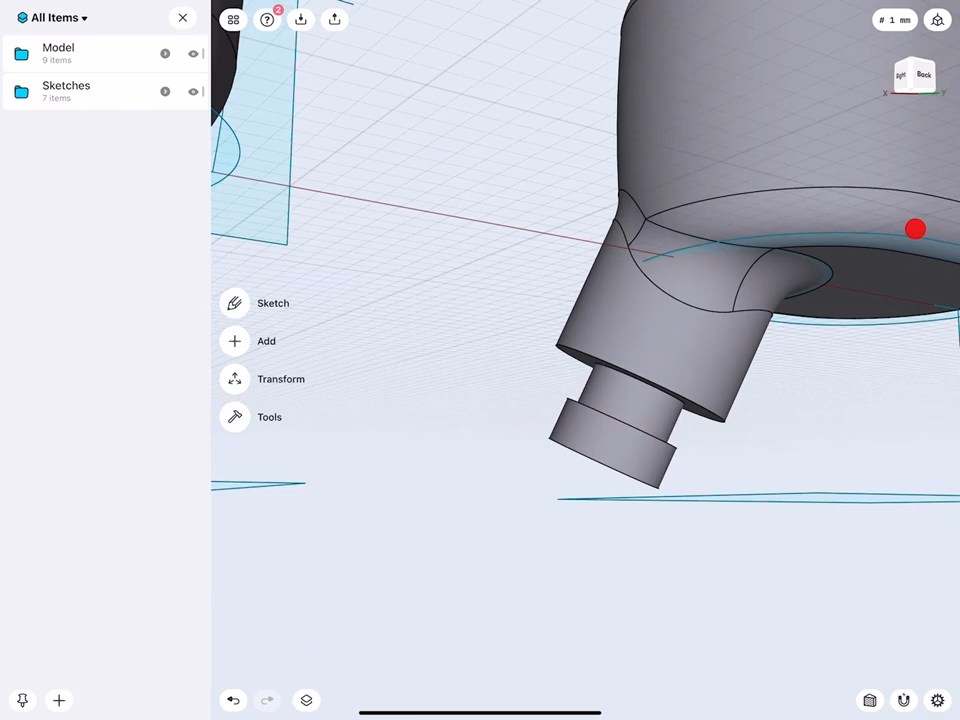 All Items
Model
9 items
Sketches
7 items
2
# 1 mm
Right
Back
X
Y
Sketch
Add
Transform
Tools